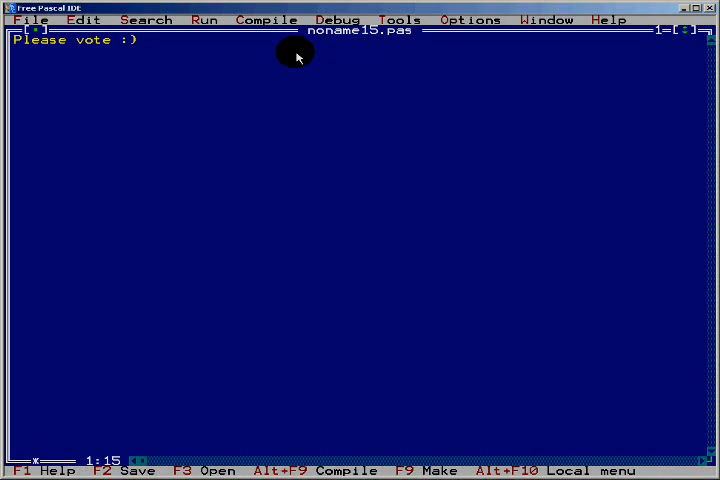 Free Pascal IDE
File Edit Search Run Compile Debug Tools Options Window Help
noname15.pas 1
Please vote :)
* 1:15
F1 Help F2 Save F3 Open Alt+F9 Compile F9 Make Alt+F10 Local menu